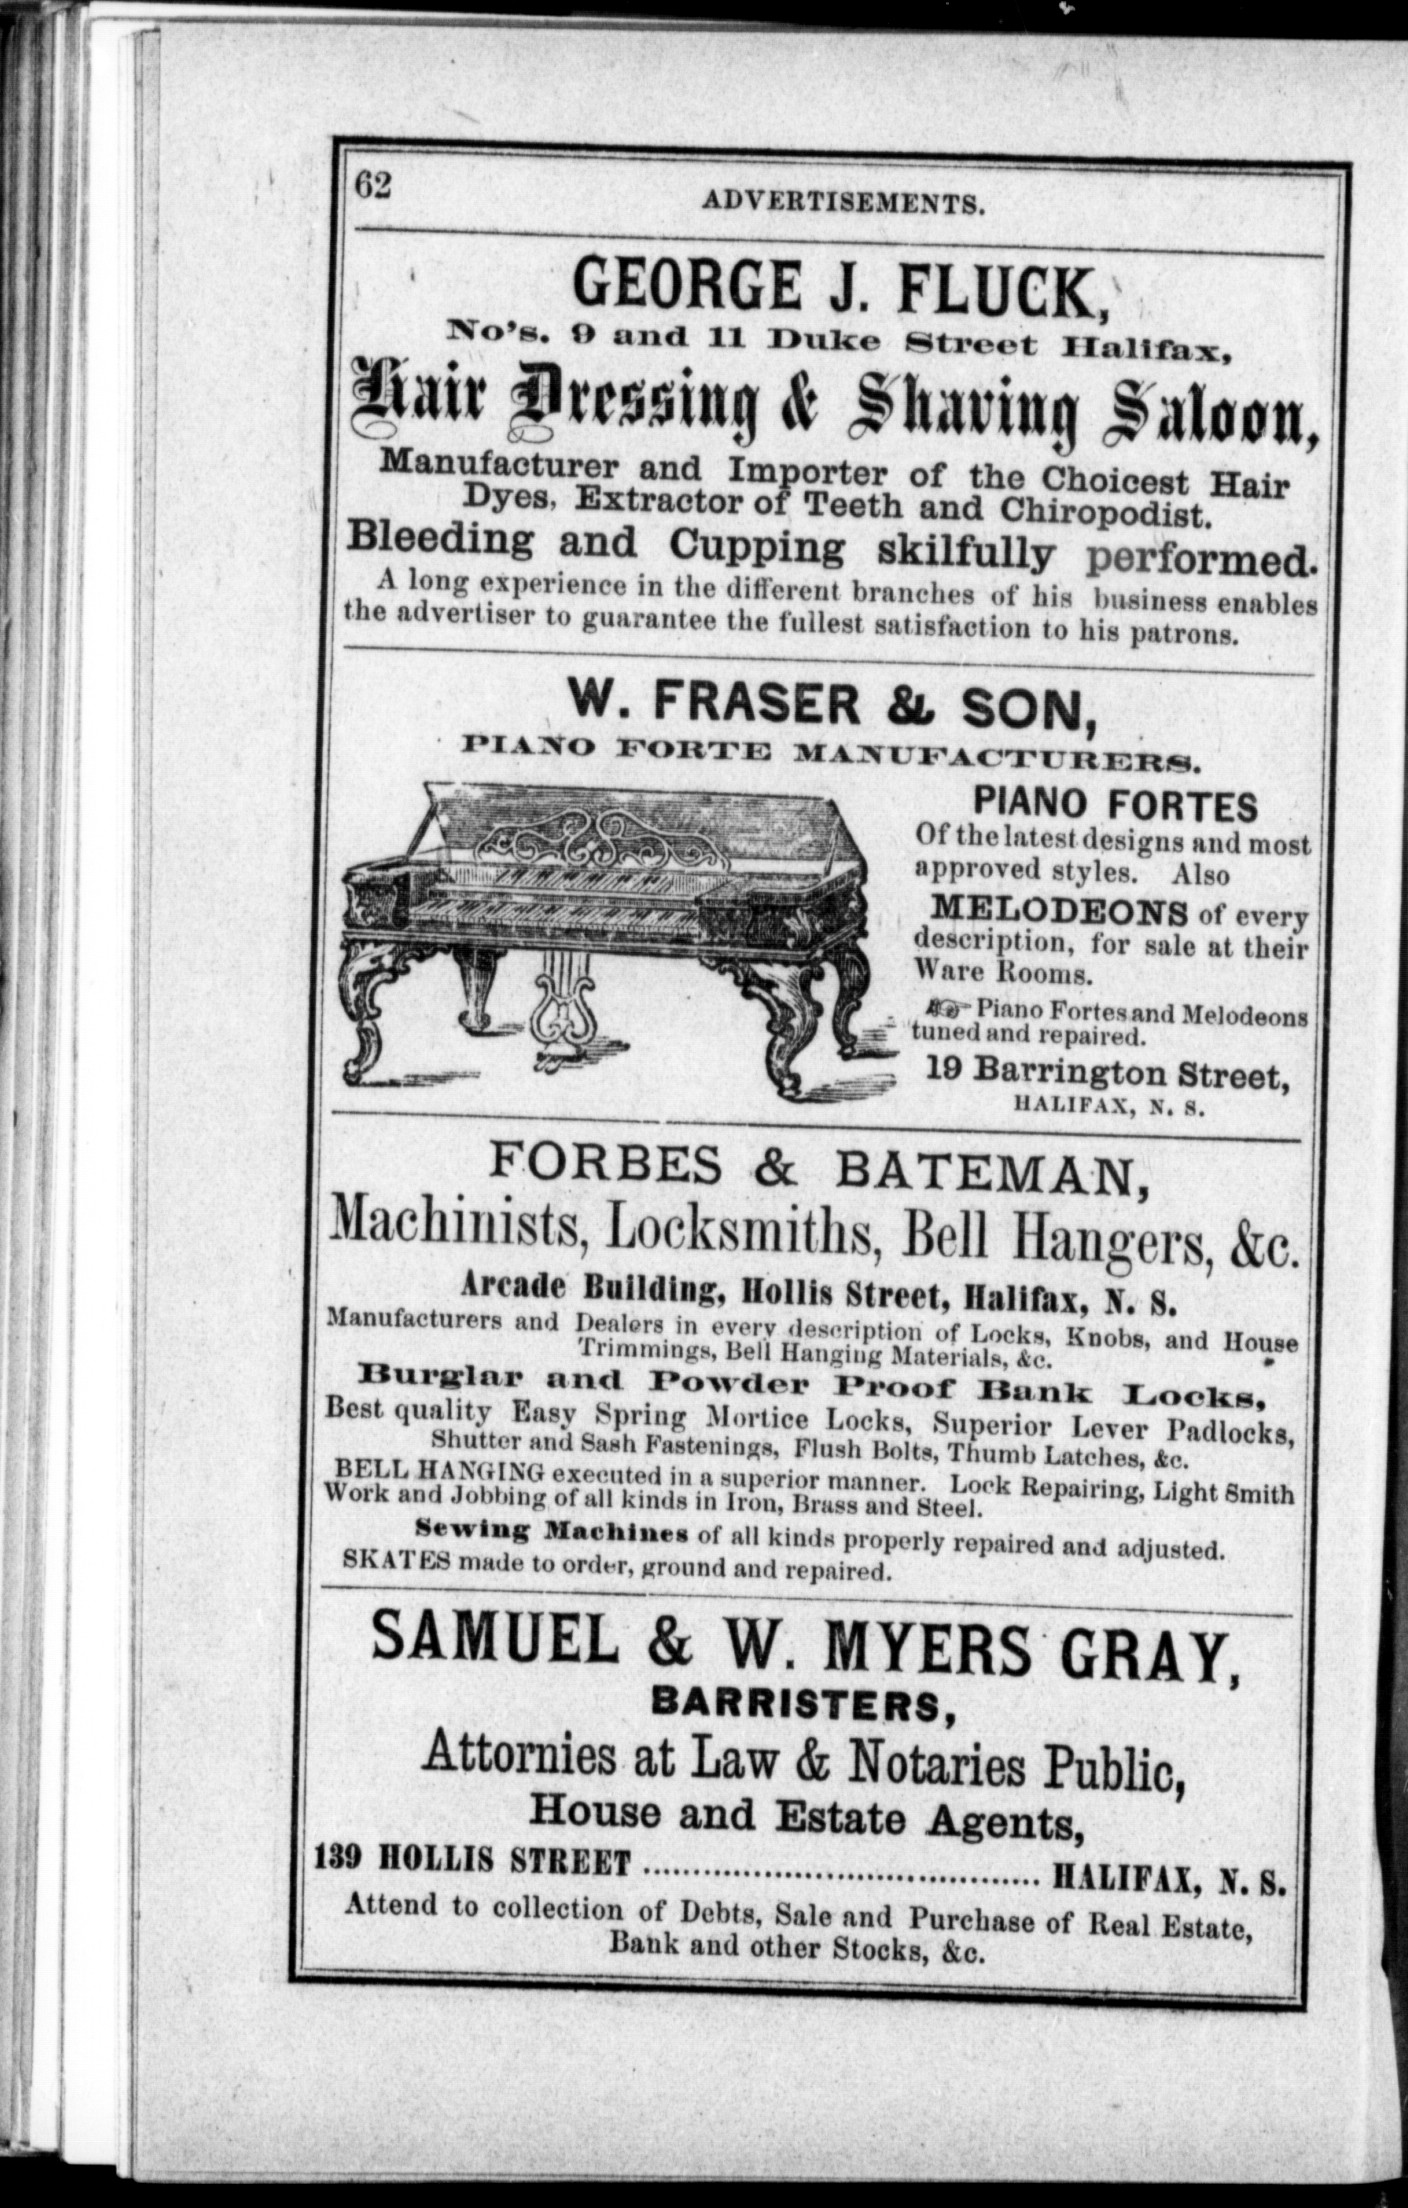 62
ADVERTISEMENTS.
GEORGE J. FLUCK,
No's. 9 and 11 Duke Street Halifax,
Hair Dressing & Shaving Saloon,
Manufacturer and Importer of the Choicest Hair
Dyes, Extractor of Teeth and Chiropodist.
Bleeding and Cupping skilfully performed.
A long experience in the different branches of his business enables
the advertiser to guarantee the fullest satisfaction to his patrons.
W. FRASER & SON,
PIANO FORTE MANUFACTURERS.
PIANO FORTES
Of the latest designs and most
approved styles. Also
MELODEONS of every
description, for sale at their
Ware Rooms.
☞ Piano Fortes and Melodeons
tuned and repaired.
19 Barrington Street,
HALIFAX, N. S.
FORBES & BATEMAN,
Machinists, Locksmiths, Bell Hangers, &c.
Arcade Building, Hollis Street, Halifax, N. S.
Manufacturers and Dealers in every description of Locks, Knobs, and House
Trimmings, Bell Hanging Materials, &c.
Burglar and Powder Proof Bank Locks,
Best quality Easy Spring Mortice Locks, Superior Lever Padlocks,
Shutter and Sash Fastenings, Flush Bolts, Thumb Latches, &c.
BELL HANGING executed in a superior manner. Lock Repairing, Light Smith
Work and Jobbing of all kinds in Iron, Brass and Steel.
Sewing Machines of all kinds properly repaired and adjusted.
SKATES made to order, ground and repaired.
SAMUEL & W. MYERS GRAY,
BARRISTERS,
Attornies at Law & Notaries Public,
House and Estate Agents,
139 HOLLIS STREET ........................................ HALIFAX, N. S.
Attend to collection of Debts, Sale and Purchase of Real Estate,
Bank and other Stocks, &c.